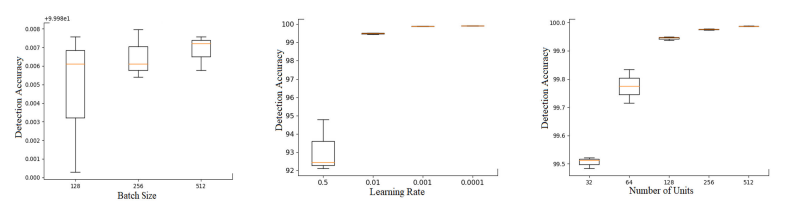 +9.998e1
0.008
0.007
0.006
0.005
0.004
0.003
0.002
0.001
0.000
Detection Accuracy
128 256 512
Batch Size
100
99
98
97
96
95
94
93
92
Detection Accuracy
0.5 0.01 0.001 0.0001
Learning Rate
100.0
99.9
99.8
99.7
99.6
99.5
Detection Accuracy
32 64 128 256 512
Number of Units